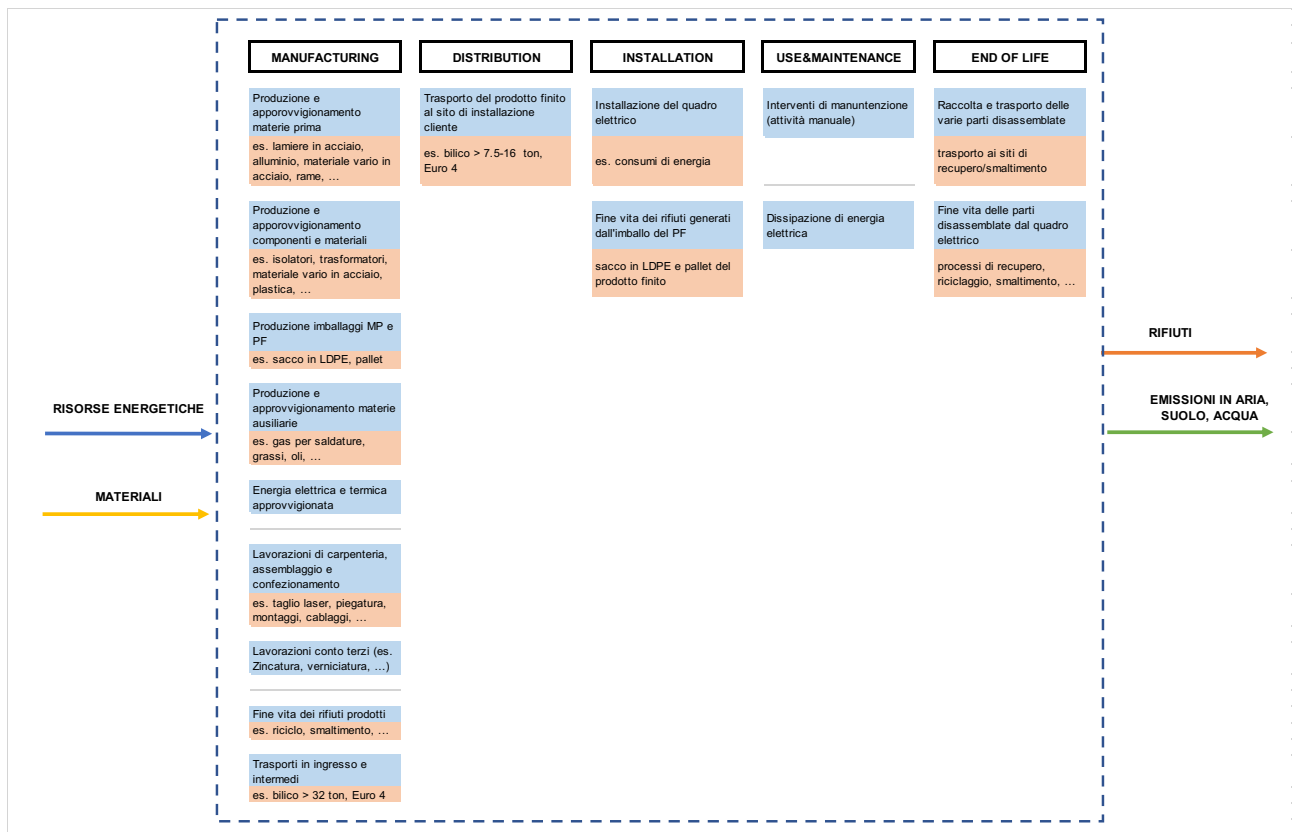 MANUFACTURING
DISTRIBUTION
INSTALLATION
USE&MAINTENANCE
END OF LIFE
Produzione e
apporovvigionamento
materie prima
es. lamiere in acciaio,
alluminio, materiale vario in
acciaio, rame, …
Produzione e
apporovvigionamento
componenti e materiali
es. isolatori, trasformatori,
materiale vario in acciaio,
plastica, …
Produzione imballaggi MP e
PF
es. sacco in LDPE, pallet
Produzione e
approvvigionamento materie
ausiliarie
es. gas per saldature,
grassi, oli, …
Energia elettrica e termica
approvvigionata
Lavorazioni di carpenteria,
assemblaggio e
confezionamento
es. taglio laser, piegatura,
montaggi, cablaggi, …
Lavorazioni conto terzi (es.
Zincatura, verniciatura, …)
Fine vita dei rifiuti prodotti
es. riciclo, smaltimento, …
Trasporti in ingresso e
intermedi
es. bilico > 32 ton, Euro 4
Trasporto del prodotto finito
al sito di installazione
cliente
es. bilico > 7.5-16 ton,
Euro 4
Installazione del quadro
elettrico
es. consumi di energia
Fine vita dei rifiuti generati
dall'imballo del PF
sacco in LDPE e pallet del
prodotto finito
Interventi di manuntenzione
(attività manuale)
Dissipazione di energia
elettrica
Raccolta e trasporto delle
varie parti disassemblate
trasporto ai siti di
recupero/smaltimento
Fine vita delle parti
disassemblate dal quadro
elettrico
processi di recupero,
riciclaggio, smaltimento, …
RISORSE ENERGETICHE
MATERIALI
RIFIUTI
EMISSIONI IN ARIA,
SUOLO, ACQUA